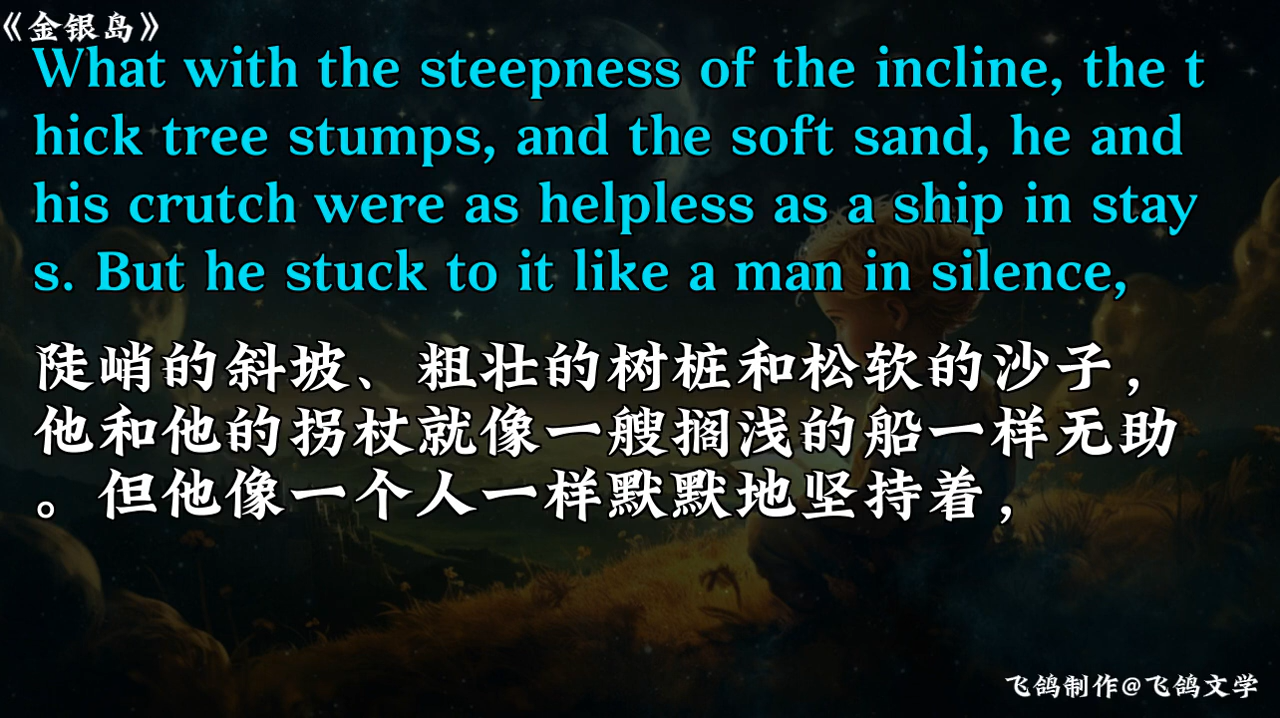 《金银岛》
What with the steepness of the incline, the t
hick tree stumps, and the soft sand, he and
his crutch were as helpless as a ship in stay
s. But he stuck to it like a man in silence,
陡峭的斜坡、粗壮的树桩和松软的沙子，
他和他的拐杖就像一艘搁浅的船一样无助
。但他像一个人一样默默地坚持着，
飞鸽制作@飞鸽文学